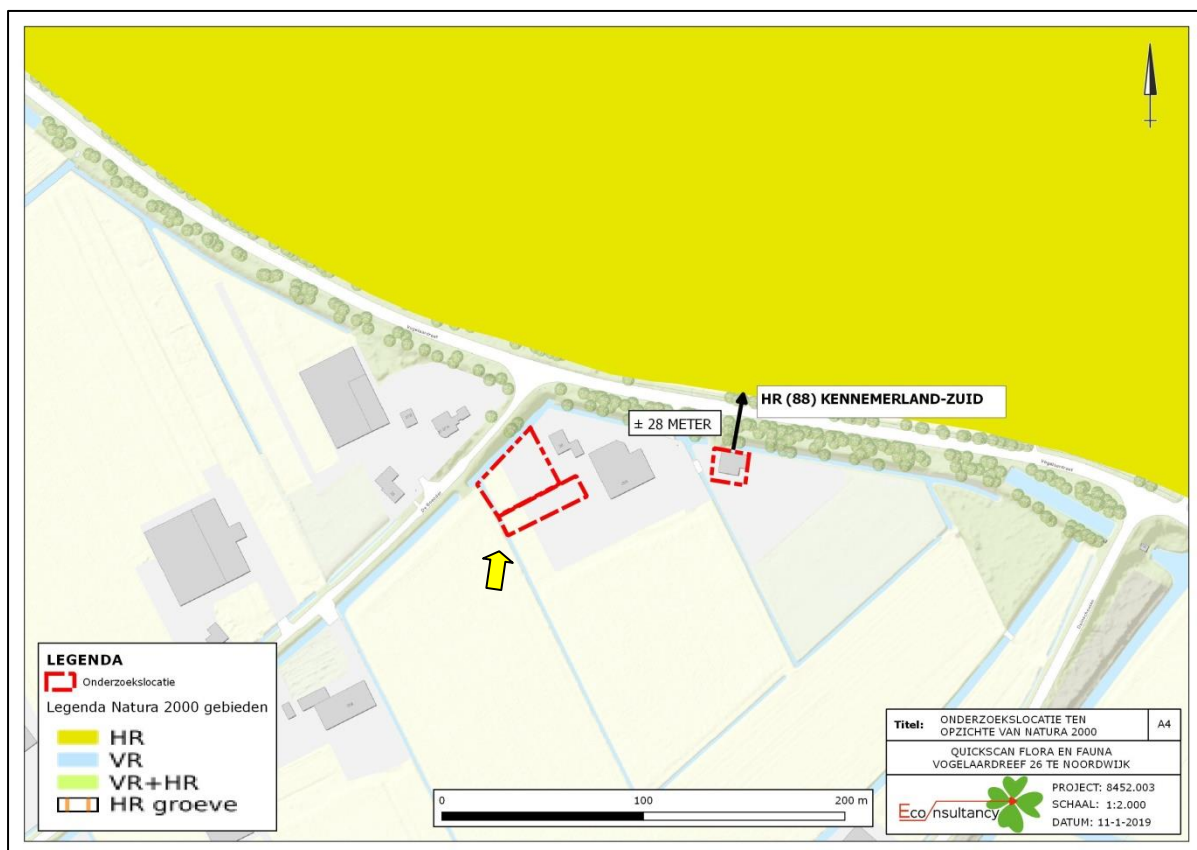 Vogelaardreef
HR (88) KENNEMERLAND-ZUID
± 28 METER
Vogelaardreef
LEGENDA
Onderzoekslocatie
Legenda Natura 2000 gebieden
HR
VR
VR+HR
HR groeve
0 100 200 m
Titel: ONDERZOEKSLOCATIE TEN A4
OPZICHTE VAN NATURA 2000
QUICKSCAN FLORA EN FAUNA
VOGELAARDREEF 26 TE NOORDWIJK
Econsultancy
PROJECT: 8452.003
SCHAAL: 1:2.000
DATUM: 11-1-2019